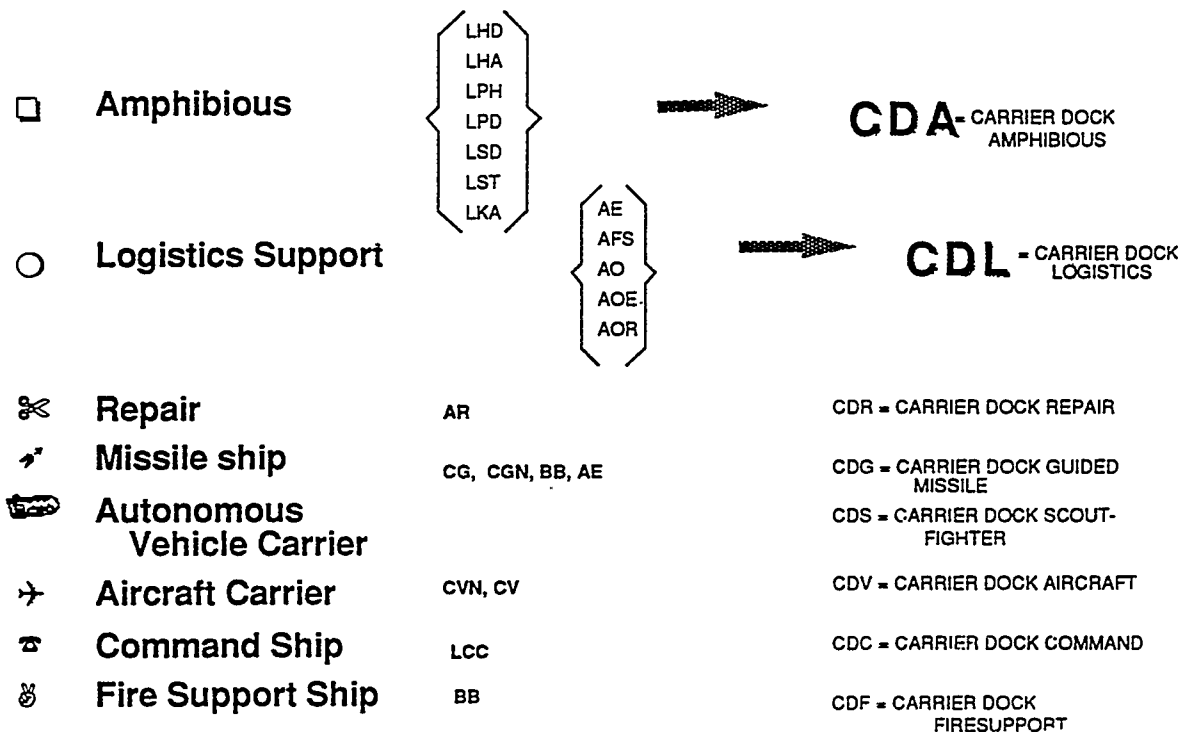 LHD
LHA
Amphibious
LPH
LPD
LSD
LST
LKA
CDA = CARRIER DOCK
AMPHIBIOUS
Logistics Support
AE
AFS
AO
AOE.
AOR
CDL = CARRIER DOCK
LOGISTICS
Repair AR CDR = CARRIER DOCK REPAIR
Missile ship CG, CGN, BB, AE CDG = CARRIER DOCK GUIDED
MISSILE
Autonomous CDS = CARRIER DOCK SCOUT-
Vehicle Carrier FIGHTER
Aircraft Carrier CVN, CV CDV = CARRIER DOCK AIRCRAFT
Command Ship LCC CDC = CARRIER DOCK COMMAND
Fire Support Ship BB CDF = CARRIER DOCK
FIRESUPPORT